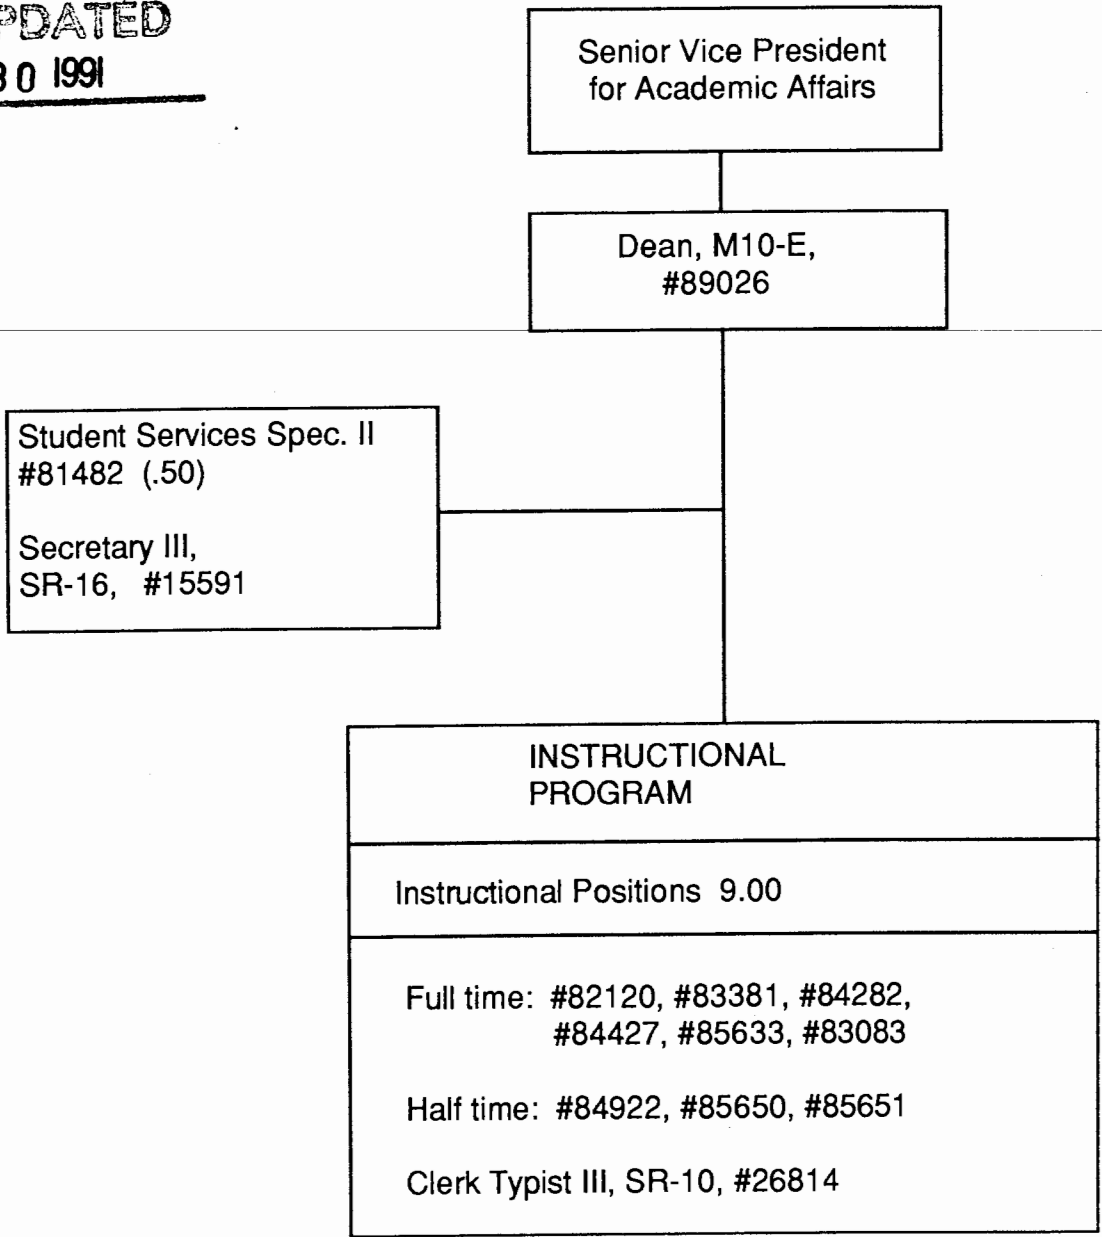 UPDATED
30 1991
Senior Vice President
for Academic Affairs
Dean, M10-E,
#89026
Student Services Spec. II
#81482 (.50)
Secretary III,
SR-16, #15591
INSTRUCTIONAL
PROGRAM
Instructional Positions 9.00
Full time: #82120, #83381, #84282,
#84427, #85633, #83083
Half time: #84922, #85650, #85651
Clerk Typist III, SR-10, #26814